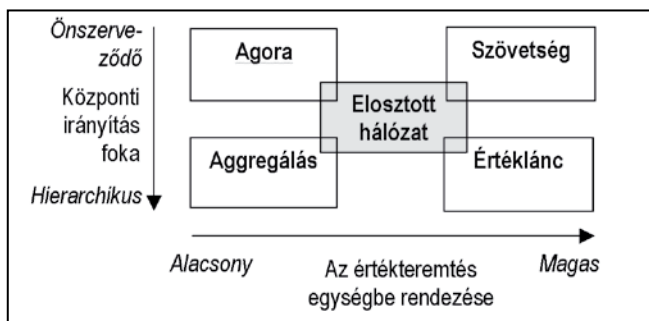 Önszerve-
ződő
Központi
irányítás
foka
Hierarchikus
Agora
Szövetség
Elosztott
hálózat
Aggregálás
Értéklánc
Alacsony
Az értékteremtés
egységbe rendezése
Magas